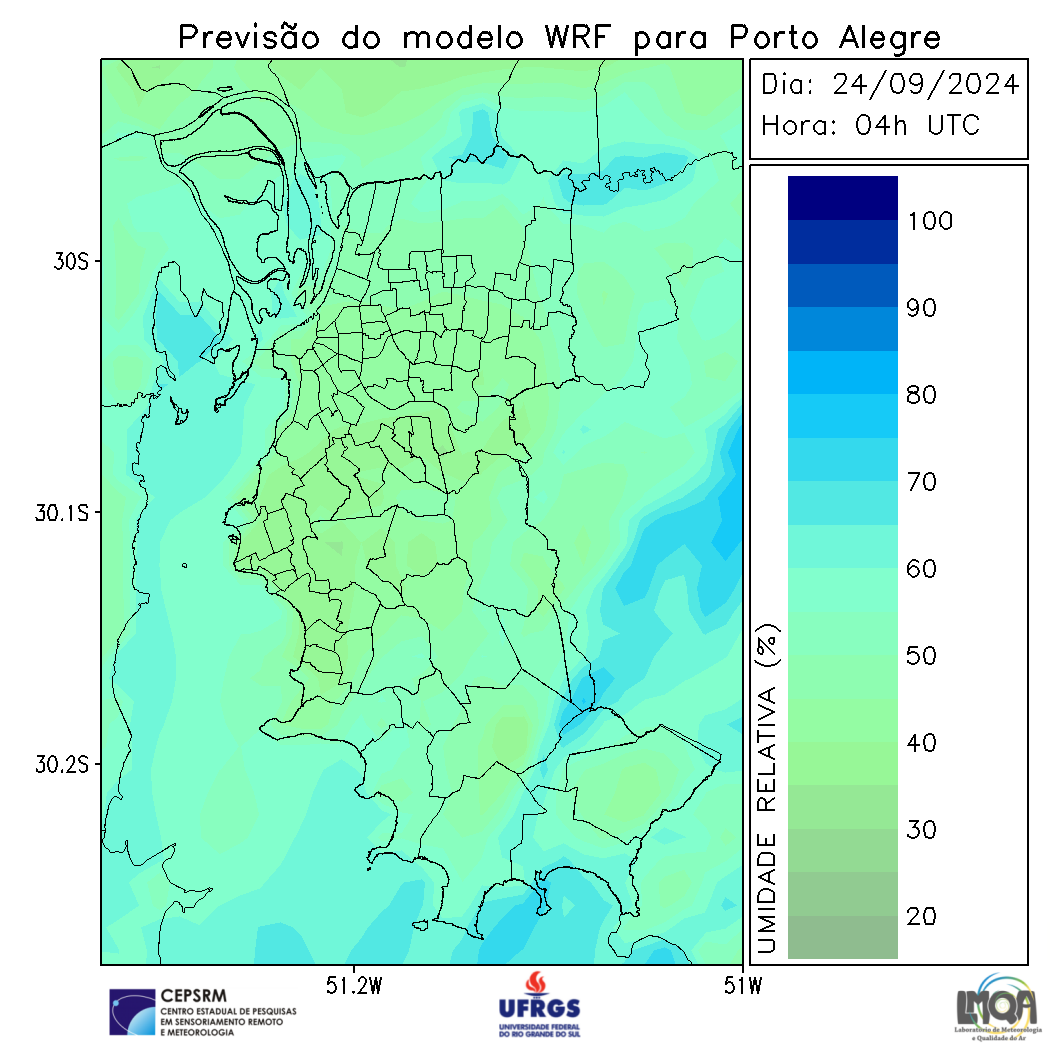 Previsão do modelo WRF para Porto Alegre
Dia: 24/09/2024
Hora: 04h UTC
100
90
80
70
60
50
40
30
20
UMIDADE RELATIVA (%)
30S
30.1S
30.2S
51.2W
51W
CEPSRM
CENTRO ESTADUAL DE PESQUISAS
EM SENSORIAMENTO REMOTO
E METEOROLOGIA
UFRGS
UNIVERSIDADE FEDERAL
DO RIO GRANDE DO SUL
LMQA
Laboratório de Meteorologia
e Qualidade do Ar